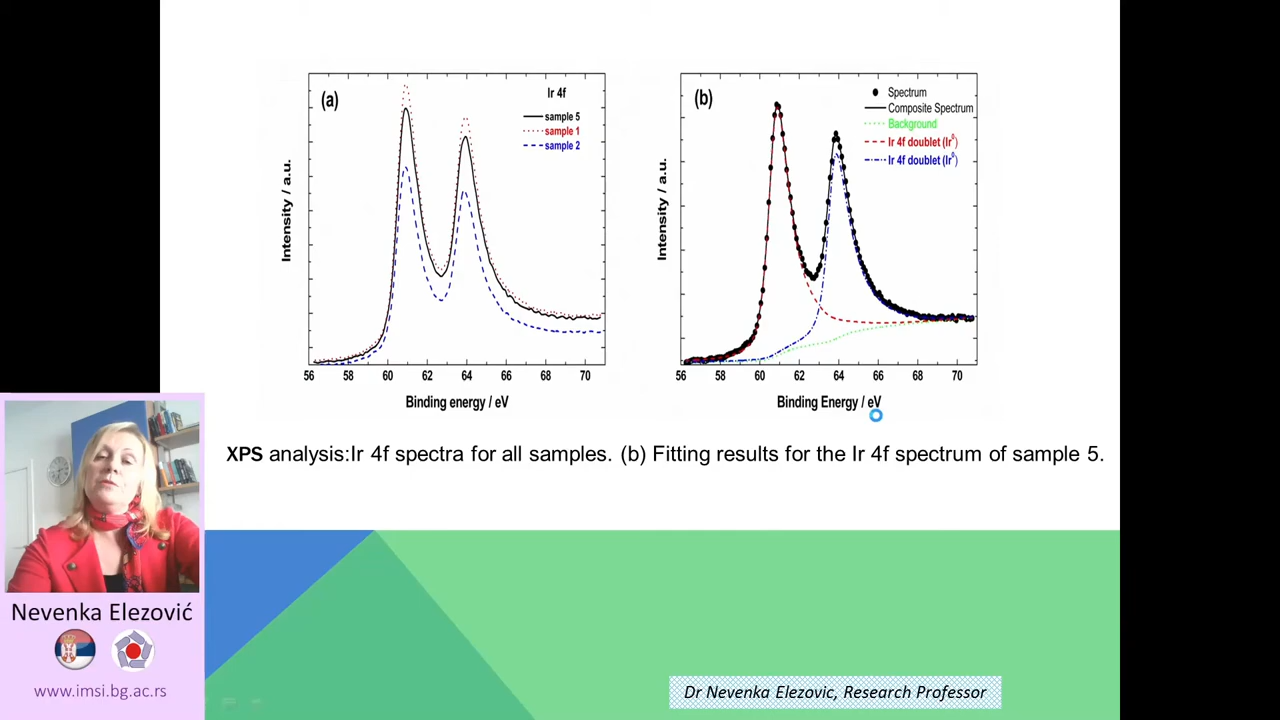 (a)
Ir 4f
sample 5
sample 1
sample 2
Intensity / a.u.
56 58 60 62 64 66 68 70
Binding energy / eV
(b)
Spectrum
Composite Spectrum
Background
Ir 4f doublet (Ir⁰)
Ir 4f doublet (Ir⁰)
Intensity / a.u.
56 58 60 62 64 66 68 70
Binding Energy / eV
XPS analysis:Ir 4f spectra for all samples. (b) Fitting results for the Ir 4f spectrum of sample 5.
Nevenka Elezović
www.imsi.bg.ac.rs
Dr Nevenka Elezovic, Research Professor